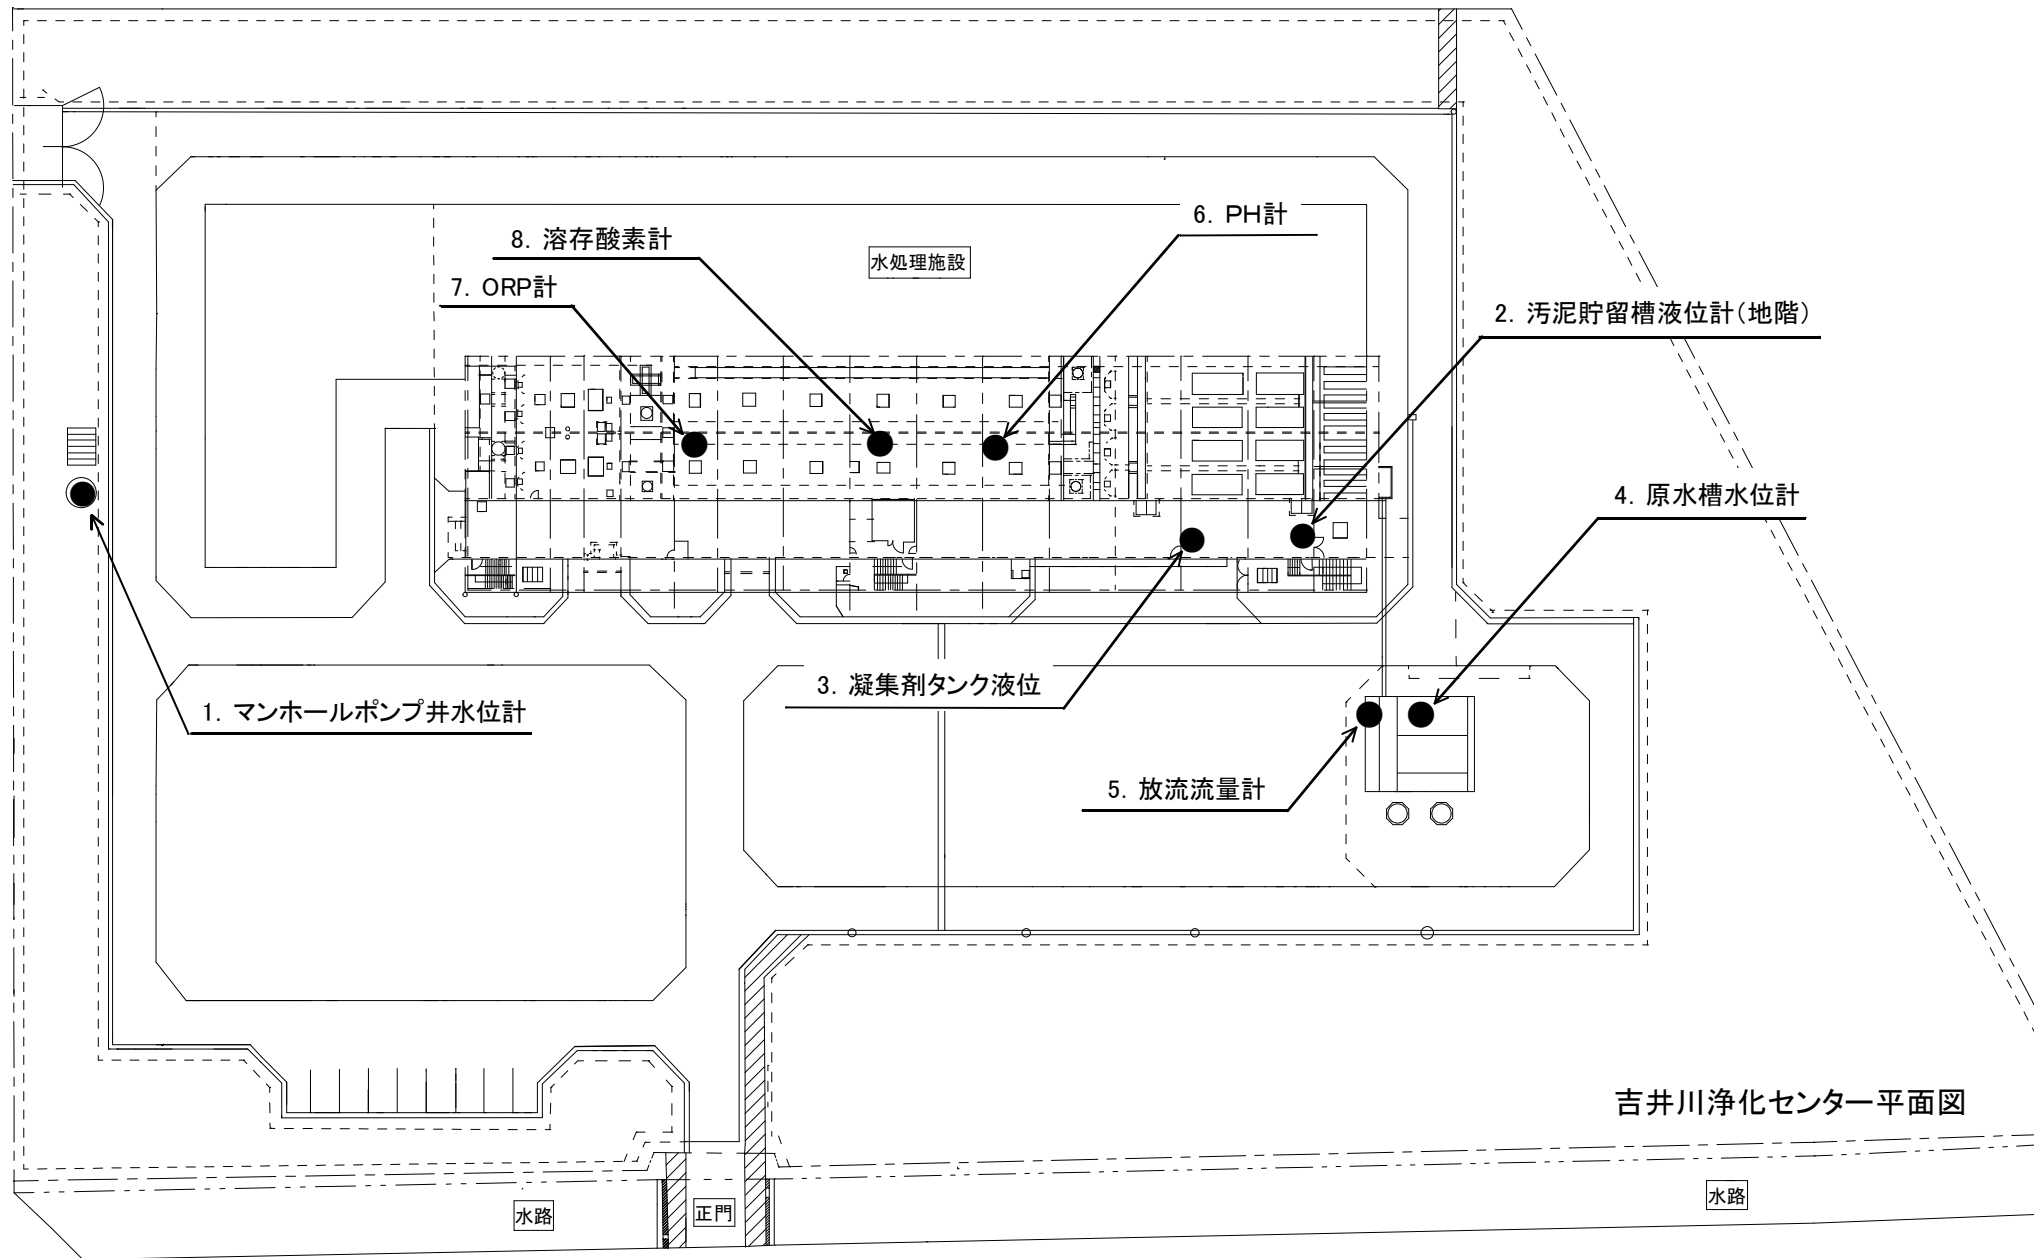 6. PH計
8. 溶存酸素計
水処理施設
7. ORP計
2. 汚泥貯留槽液位計(地階)
4. 原水槽水位計
3. 凝集剤タンク液位
1. マンホールポンプ井水位計
5. 放流流量計
吉井川浄化センター平面図
水路
正門
水路